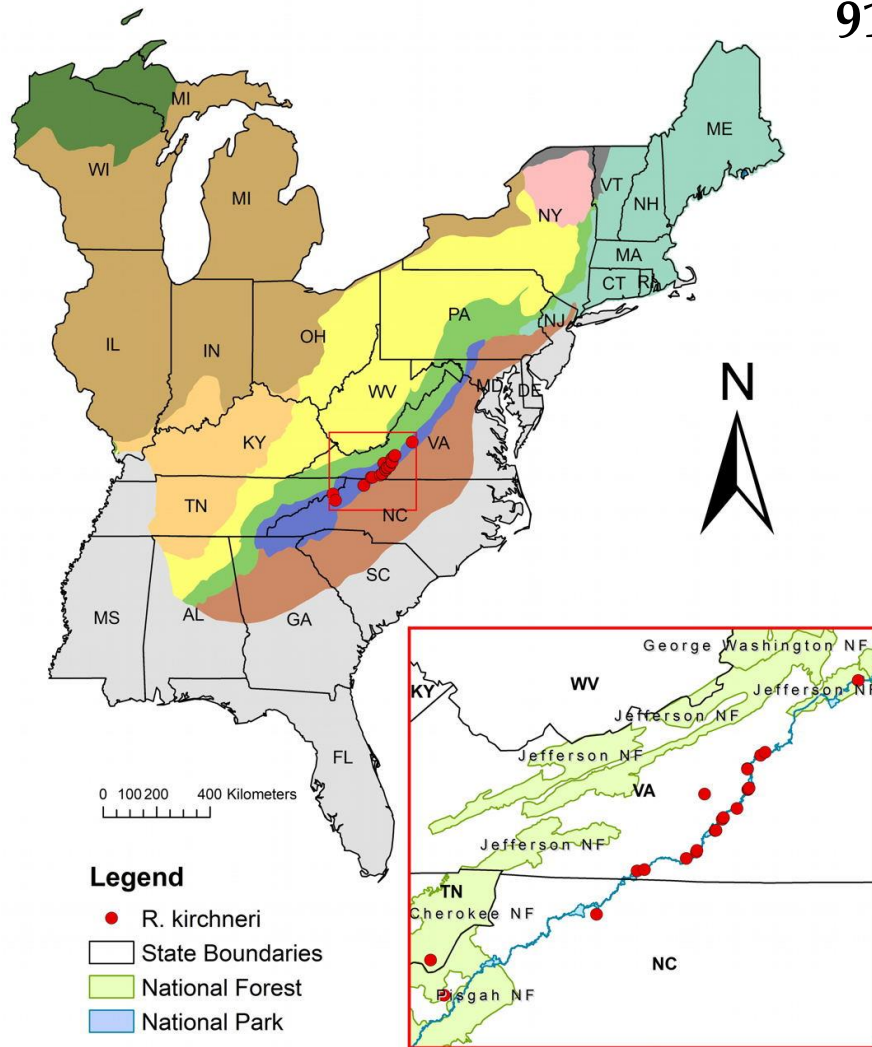 91
MI
ME
WI
MI
VT
NH
NY
MA
CT
PA
NJ
OH
IL
IN
MD
DE
WV
KY
VA
N
TN
NC
SC
MS
AL
GA
FL
0 100 200 400 Kilometers
Legend
R. kirchneri
State Boundaries
National Forest
National Park
George Washington NF
KY
WV
Jefferson NF
Jefferson NF
Jefferson NF
VA
Jefferson NF
TN
Cherokee NF
NC
Pisgah NF